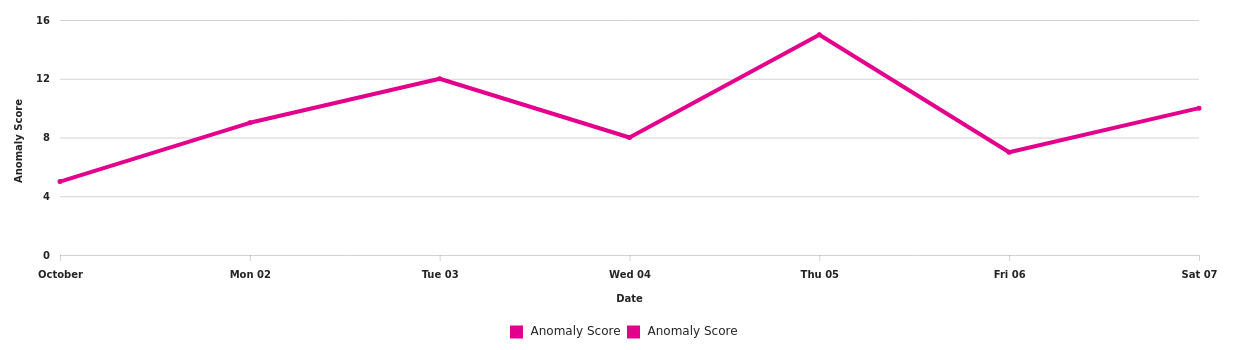 16
12
8
4
0
Anomaly Score
October Mon 02 Tue 03 Wed 04 Thu 05 Fri 06 Sat 07
Date
Anomaly Score Anomaly Score